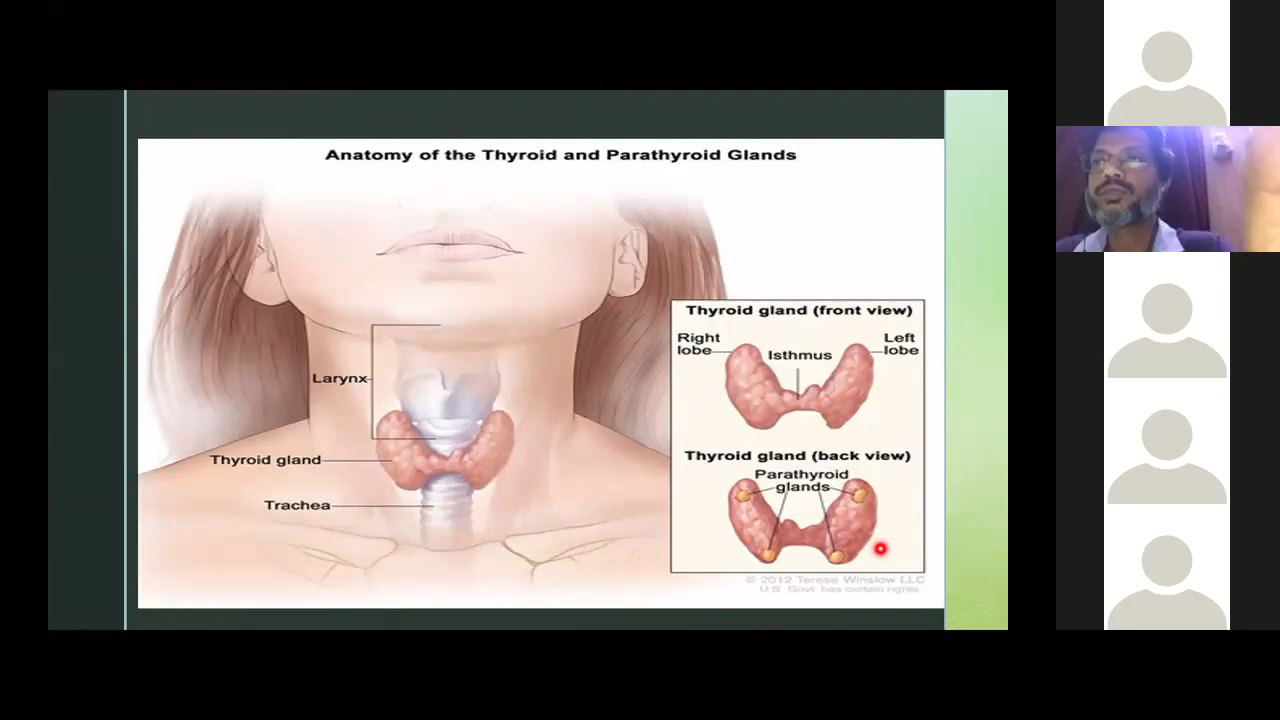 Anatomy of the Thyroid and Parathyroid Glands
Larynx
Thyroid gland
Trachea
Thyroid gland (front view)
Right
lobe
Isthmus
Left
lobe
Thyroid gland (back view)
Parathyroid
glands
© 2012 Terese Winslow LLC
U.S. Govt. has certain rights